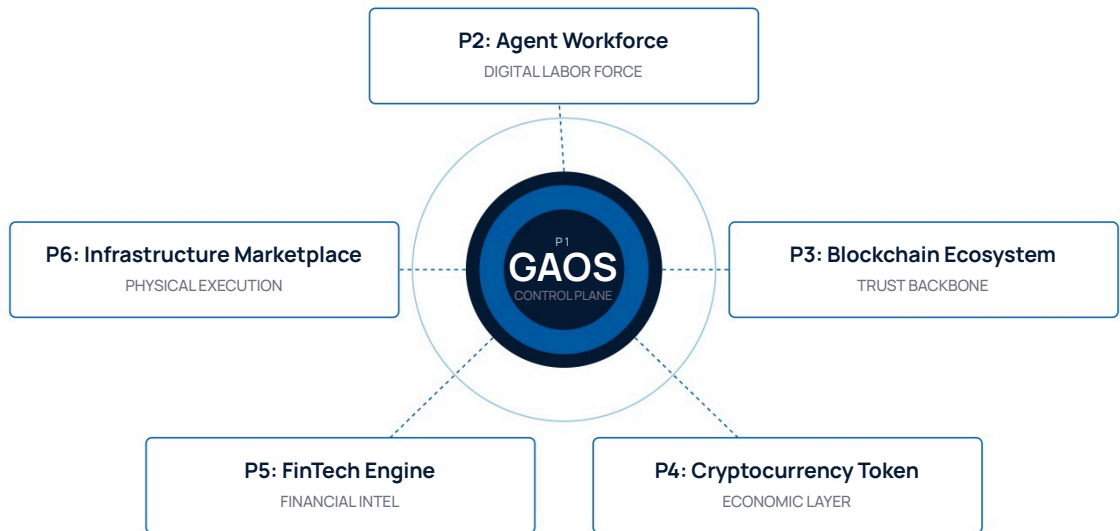 P2: Agent Workforce
DIGITAL LABOR FORCE
P6: Infrastructure Marketplace
PHYSICAL EXECUTION
P1
GAOS
CONTROL PLANE
P3: Blockchain Ecosystem
TRUST BACKBONE
P5: FinTech Engine
FINANCIAL INTEL
P4: Cryptocurrency Token
ECONOMIC LAYER